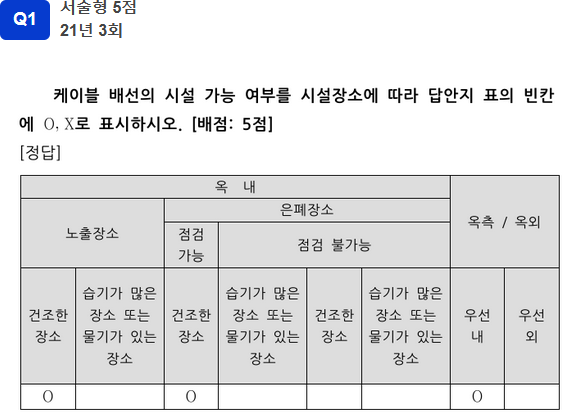 Q1
서술형 5점
21년 3회
케이블 배선의 시설 가능 여부를 시설장소에 따라 답안지 표의 빈칸
에 O, X로 표시하시오. [배점: 5점]
[정답]
옥 내
옥측 / 옥외
노출장소
은폐장소
점검
가능
점검 불가능
건조한
장소
습기가 많은
장소 또는
물기가 있는
장소
건조한
장소
습기가 많은
장소 또는
물기가 있는
장소
건조한
장소
습기가 많은
장소 또는
물기가 있는
장소
우선
내
우선
외
O
O
O